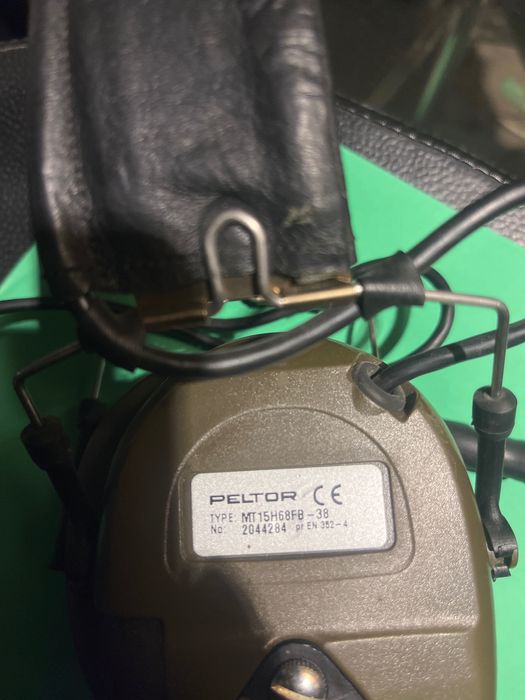 PELTOR CE
TYPE: MT15H68FB-38
No: 2044284 pr EN 352-4